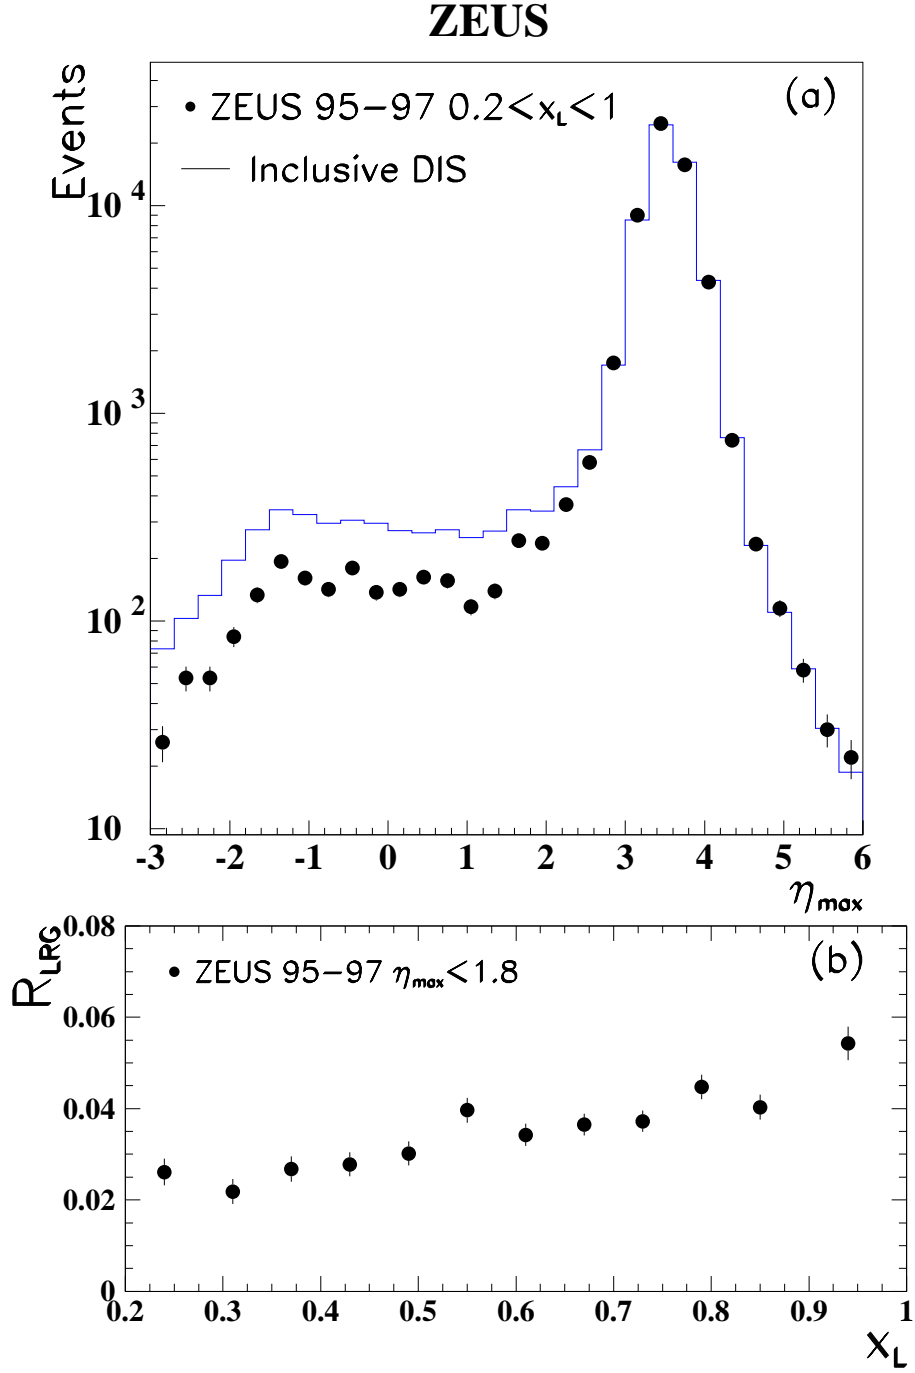 ZEUS
Events
ZEUS 95-97 0.2<xL<1
(a)
Inclusive DIS
10 4
10 3
10 2
10
-3 -2 -1 0 1 2 3 4 5 6
ηmax
RLRG
ZEUS 95-97 ηmax<1.8
(b)
0.08
0.06
0.04
0.02
0
0.2 0.3 0.4 0.5 0.6 0.7 0.8 0.9 1
xL